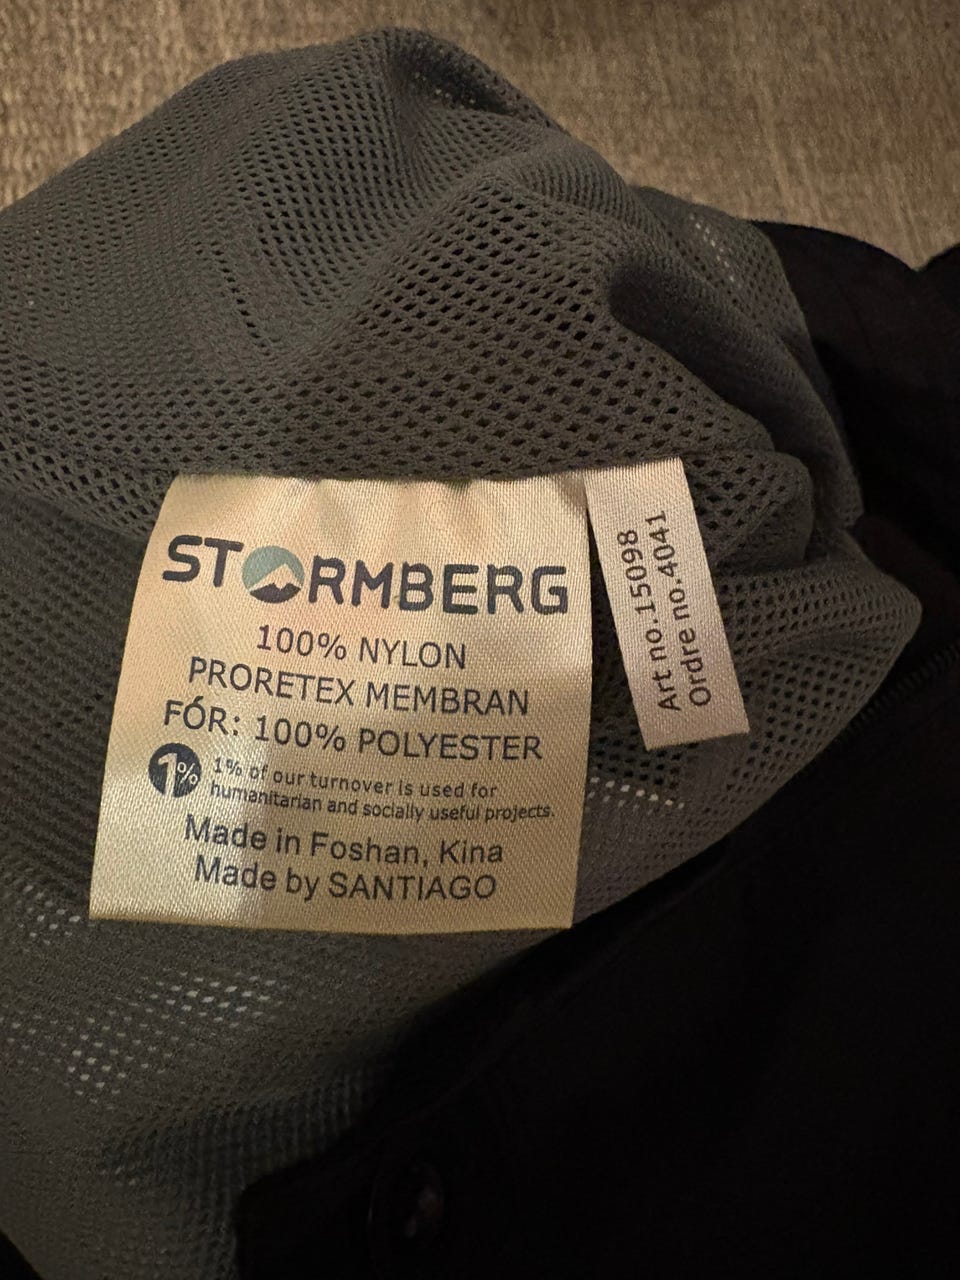 STORMBERG
100% NYLON
PRORETEX MEMBRAN
FÓR: 100% POLYESTER
1%
1% of our turnover is used for
humanitarian and socially useful projects.
Made in Foshan, Kina
Made by SANTIAGO
Art no.15098
Ordre no.4041